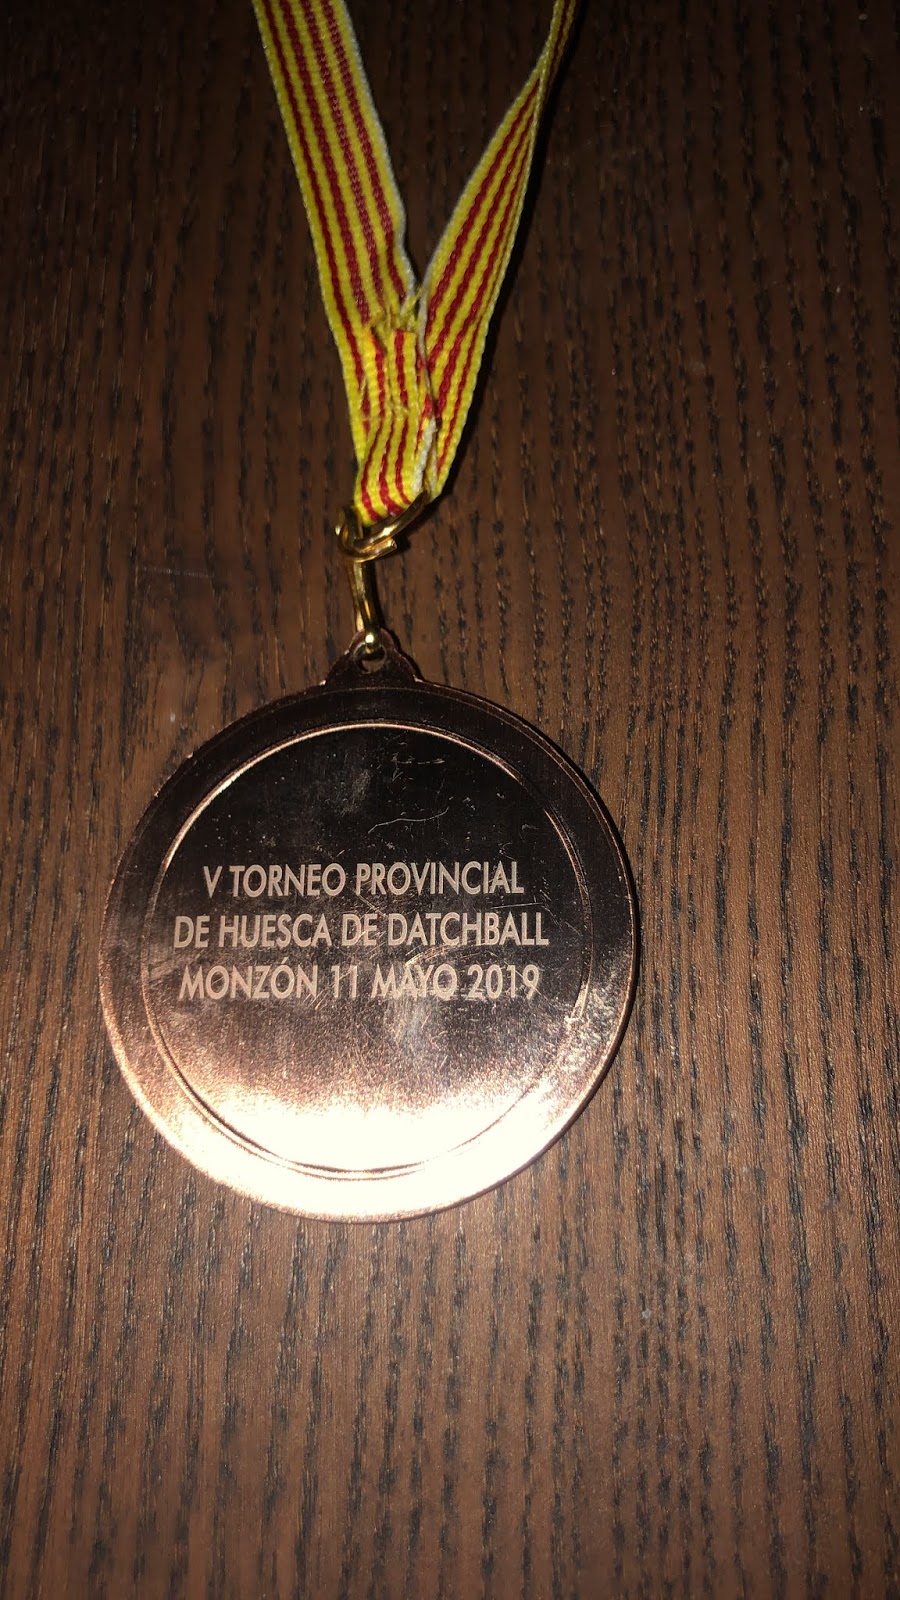 V TORNEO PROVINCIAL
DE HUESCA DE DATCHBALL
MONZÓN 11 MAYO 2019